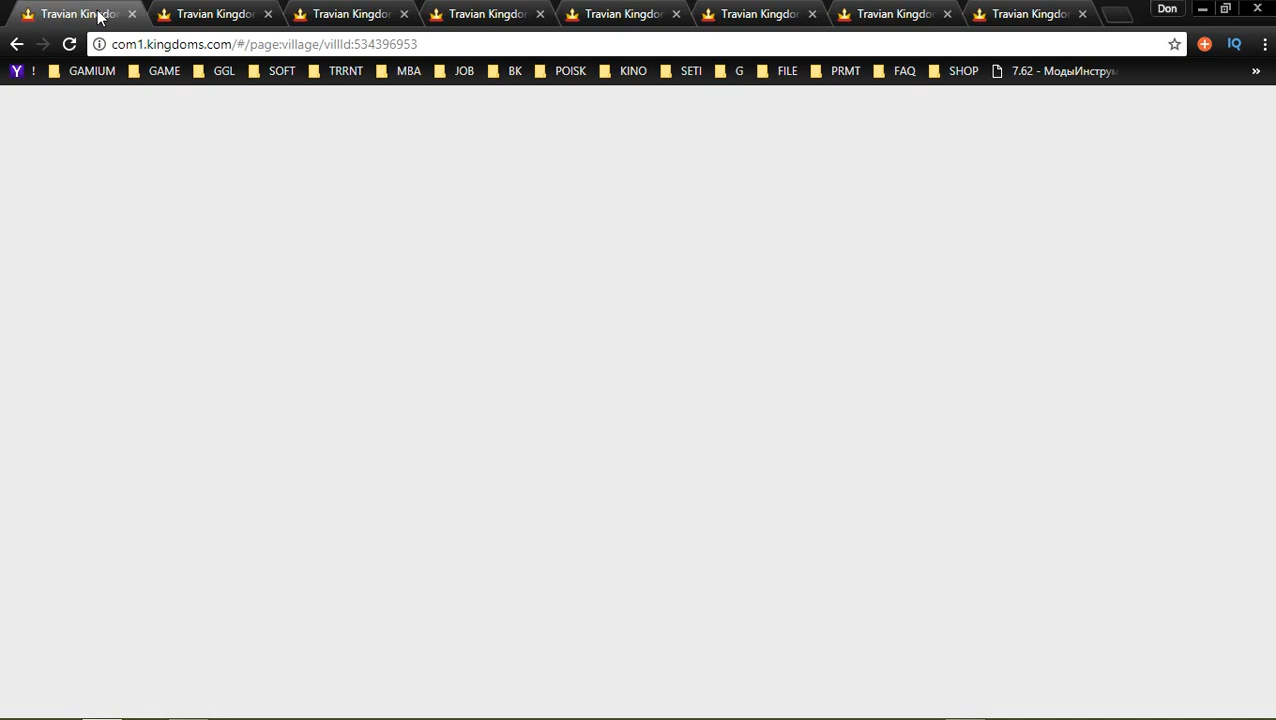 Travian Kingdo Travian Kingdo Travian Kingdo Travian Kingdo Travian Kingdo Travian Kingdo Travian Kingdo Travian Kingdo Don
com1.kingdoms.com/#/page:village/villId:534396953 IQ
Y ! GAMIUM GAME GGL SOFT TRRNT MBA JOB BK POISK KINO SETI G FILE PRMT FAQ SHOP 7.62 - МодыИнструм »